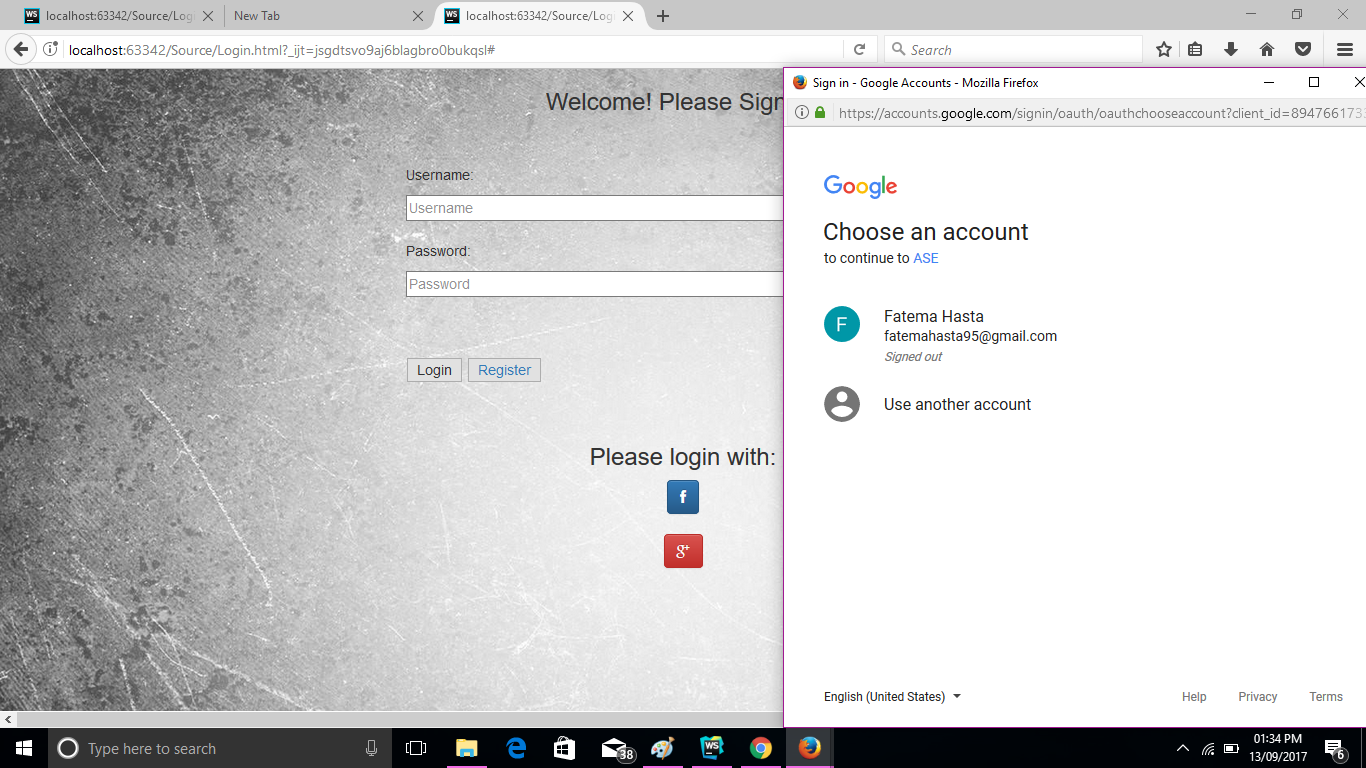 localhost:63342/Source/Log
New Tab
localhost:63342/Source/Log
localhost:63342/Source/Login.html?_ijt=jsgdtsvo9aj6blagbro0bukqsl#
Search
Welcome! Please Sign
Username:
Username
Password:
Password
Login
Register
Please login with:
f
g+
Sign in - Google Accounts - Mozilla Firefox
https://accounts.google.com/signin/oauth/oauthchooseaccount?client_id=894766173
Google
Choose an account
to continue to ASE
F
Fatema Hasta
fatemahasta95@gmail.com
Signed out
Use another account
English (United States)
Help
Privacy
Terms
Type here to search
38
WS
01:34 PM
13/09/2017
6